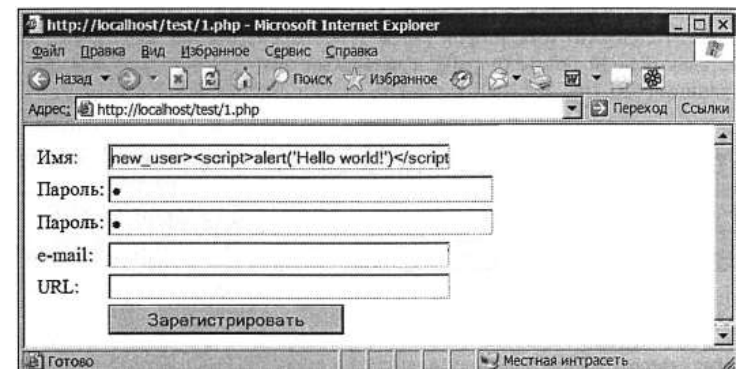 http://localhost/test/1.php - Microsoft Internet Explorer
Файл Правка Вид Избранное Сервис Справка
Назад Поиск Избранное
Адрес: http://localhost/test/1.php Переход Ссылки
Имя: new_user><script>alert('Hello world!')</script
Пароль:
Пароль:
e-mail:
URL:
Зарегистрировать
Готово Местная интрасеть